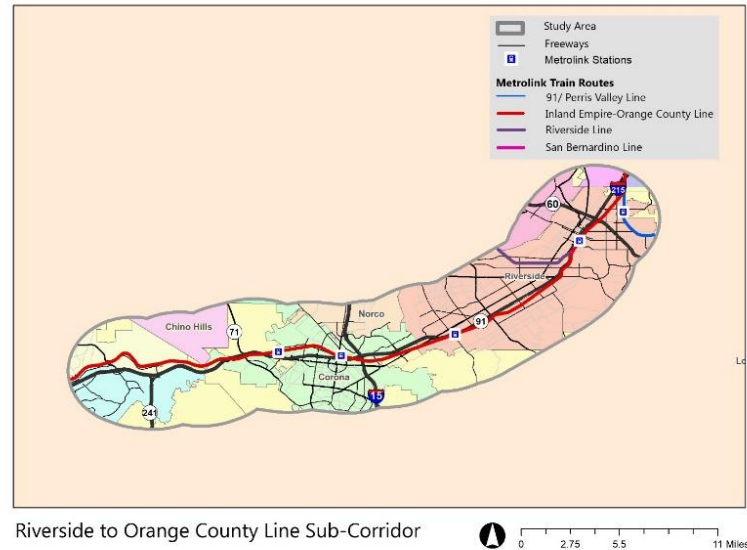 Study Area
Freeways
Metrolink Stations
Metrolink Train Routes
91/ Perris Valley Line
Inland Empire-Orange County Line
Riverside Line
San Bernardino Line
215
60
Riverside
Norco
Chino Hills
71
91
Corona
15
241
Lo
Riverside to Orange County Line Sub-Corridor
0 2.75 5.5 11 Miles